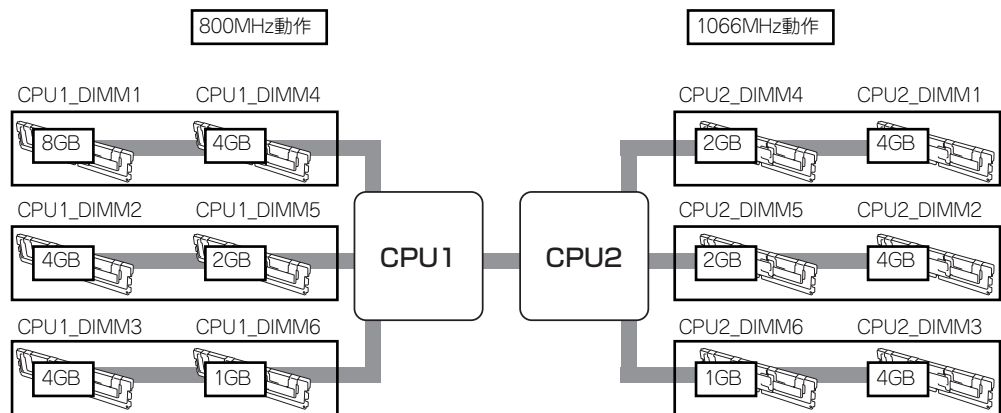 800MHz動作
1066MHz動作
CPU1_DIMM1
CPU1_DIMM4
CPU2_DIMM4
CPU2_DIMM1
8GB
4GB
2GB
4GB
CPU1_DIMM2
CPU1_DIMM5
CPU2_DIMM5
CPU2_DIMM2
4GB
2GB
CPU1
CPU2
2GB
4GB
CPU1_DIMM3
CPU1_DIMM6
CPU2_DIMM6
CPU2_DIMM3
4GB
1GB
1GB
4GB